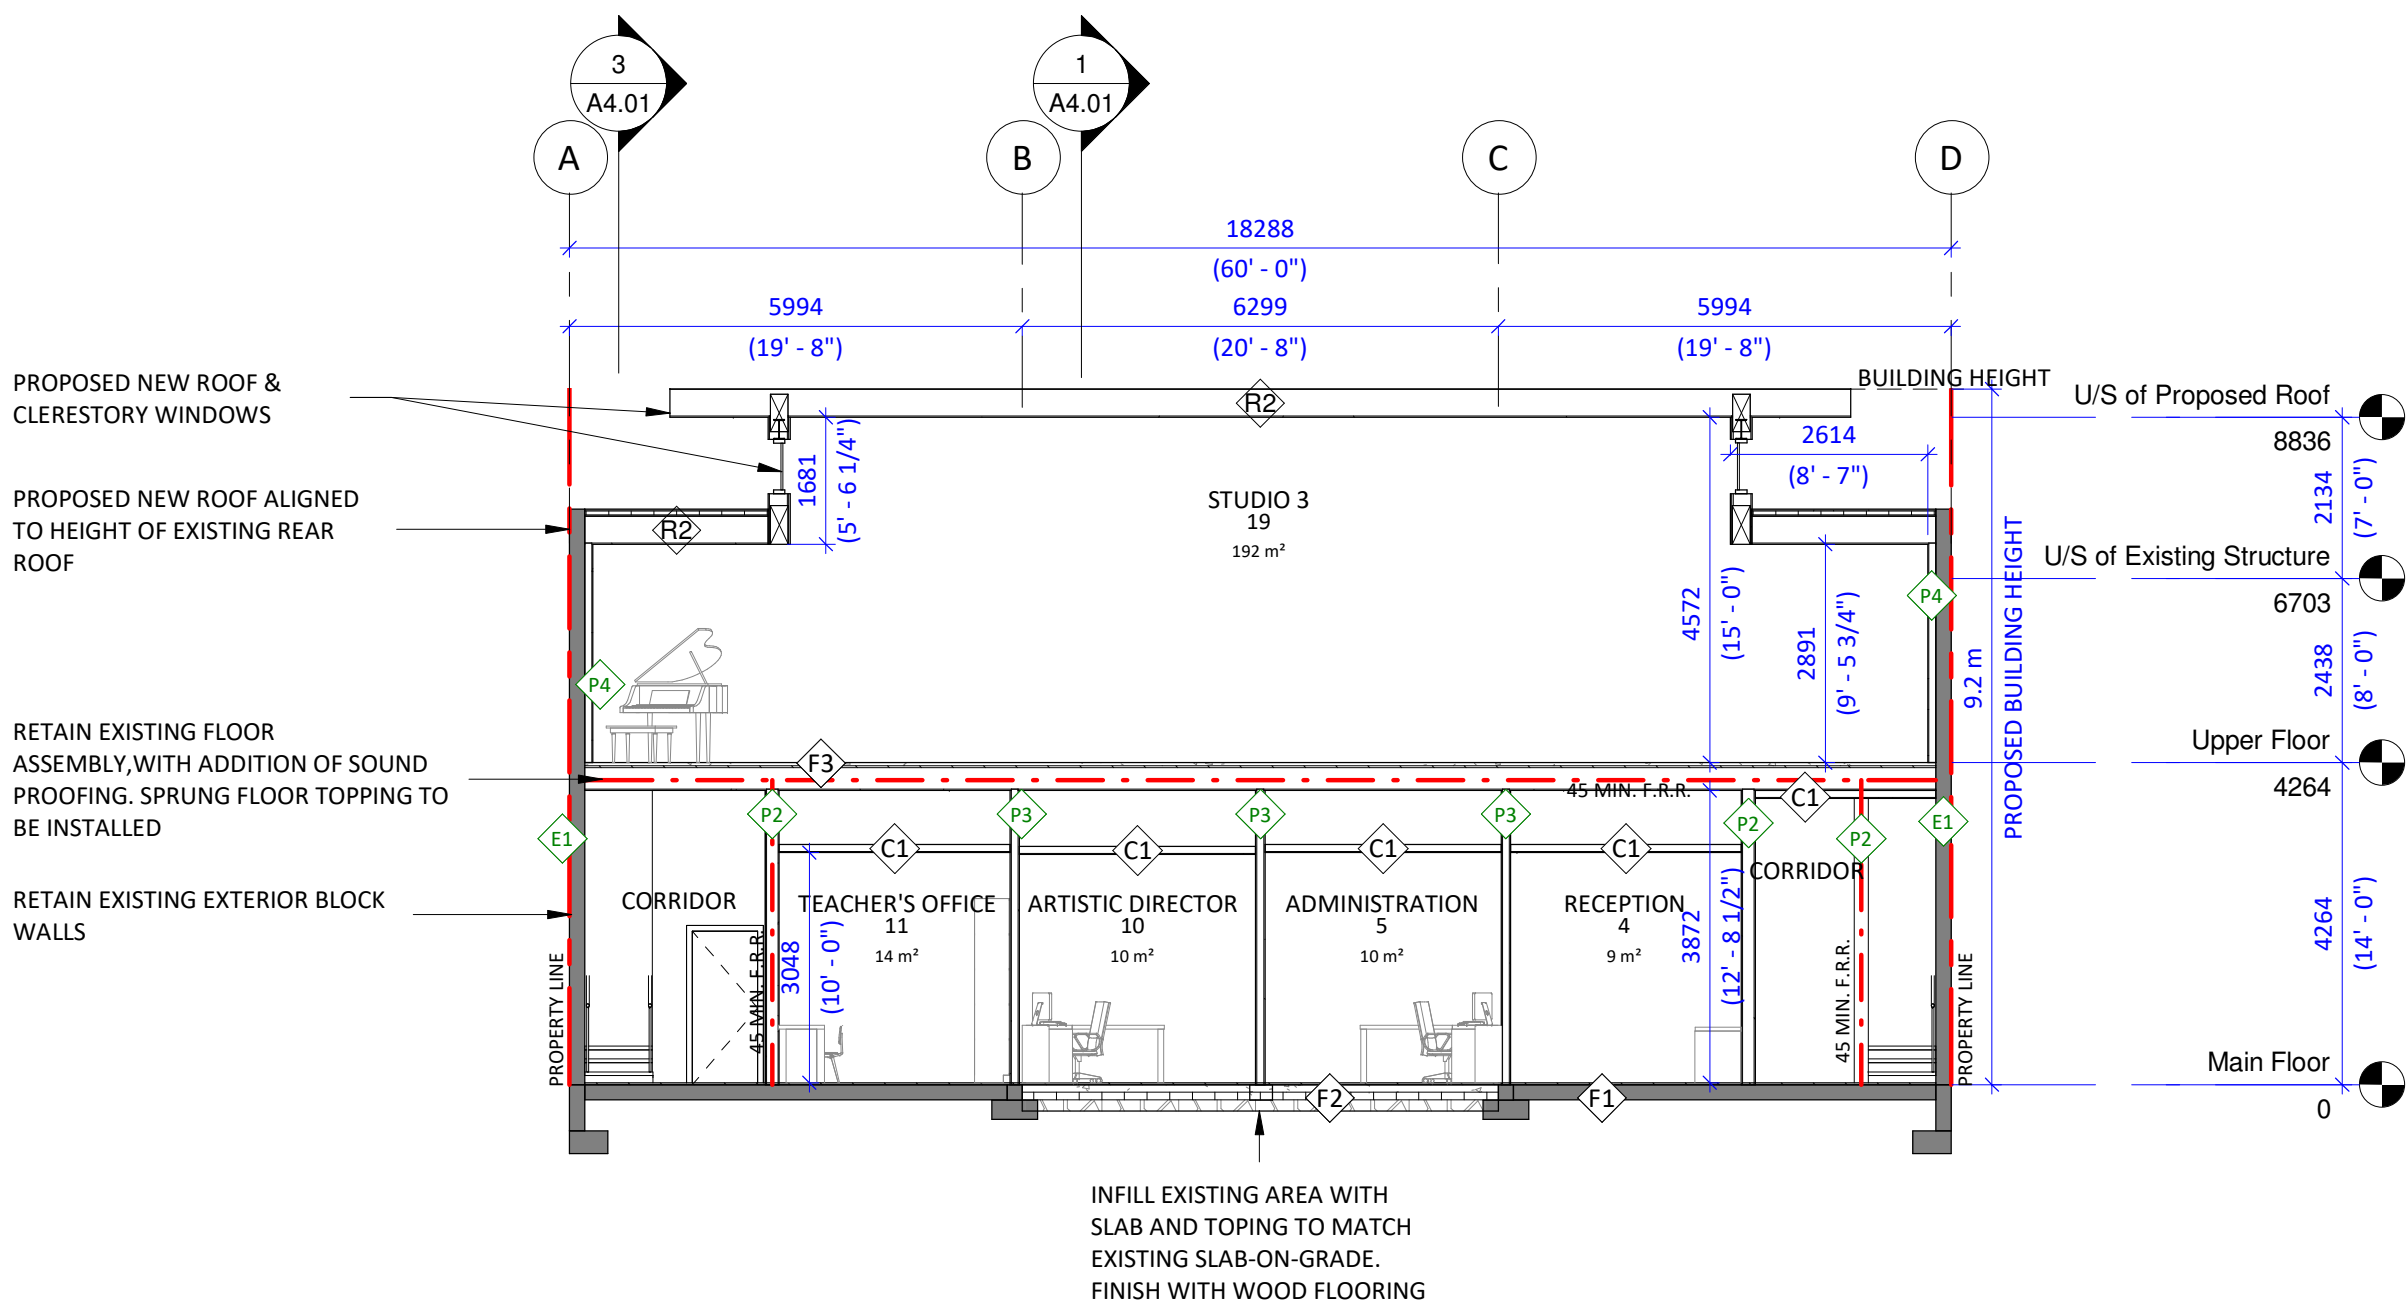 3
A4.01
1
A4.01
A
B
C
D
18288
(60' - 0")
5994
(19' - 8")
6299
(20' - 8")
5994
(19' - 8")
PROPOSED NEW ROOF &
CLERESTORY WINDOWS
PROPOSED NEW ROOF ALIGNED
TO HEIGHT OF EXISTING REAR
ROOF
RETAIN EXISTING FLOOR
ASSEMBLY,WITH ADDITION OF SOUND
PROOFING. SPRUNG FLOOR TOPPING TO
BE INSTALLED
RETAIN EXISTING EXTERIOR BLOCK
WALLS
R2
R2
1681
(5' - 6 1/4")
STUDIO 3
19
192 m²
2614
(8' - 7")
4572
(15' - 0")
2891
(9' - 5 3/4")
BUILDING HEIGHT
9.2 m
PROPOSED BUILDING HEIGHT
U/S of Proposed Roof
8836
2134
(7' - 0")
U/S of Existing Structure
6703
2438
(8' - 0")
Upper Floor
4264
4264
(14' - 0")
Main Floor
0
P4
P4
F3
45 MIN. F.R.R.
C1
E1
P2
P3
P3
P3
P2
P2
E1
C1
C1
C1
C1
CORRIDOR
TEACHER'S OFFICE
11
14 m²
ARTISTIC DIRECTOR
10
10 m²
ADMINISTRATION
5
10 m²
RECEPTION
4
9 m²
CORRIDOR
3048
(10' - 0")
3872
(12' - 8 1/2")
45 MIN. F.R.R.
45 MIN. F.R.R.
PROPERTY LINE
PROPERTY LINE
F2
F1
INFILL EXISTING AREA WITH
SLAB AND TOPING TO MATCH
EXISTING SLAB-ON-GRADE.
FINISH WITH WOOD FLOORING